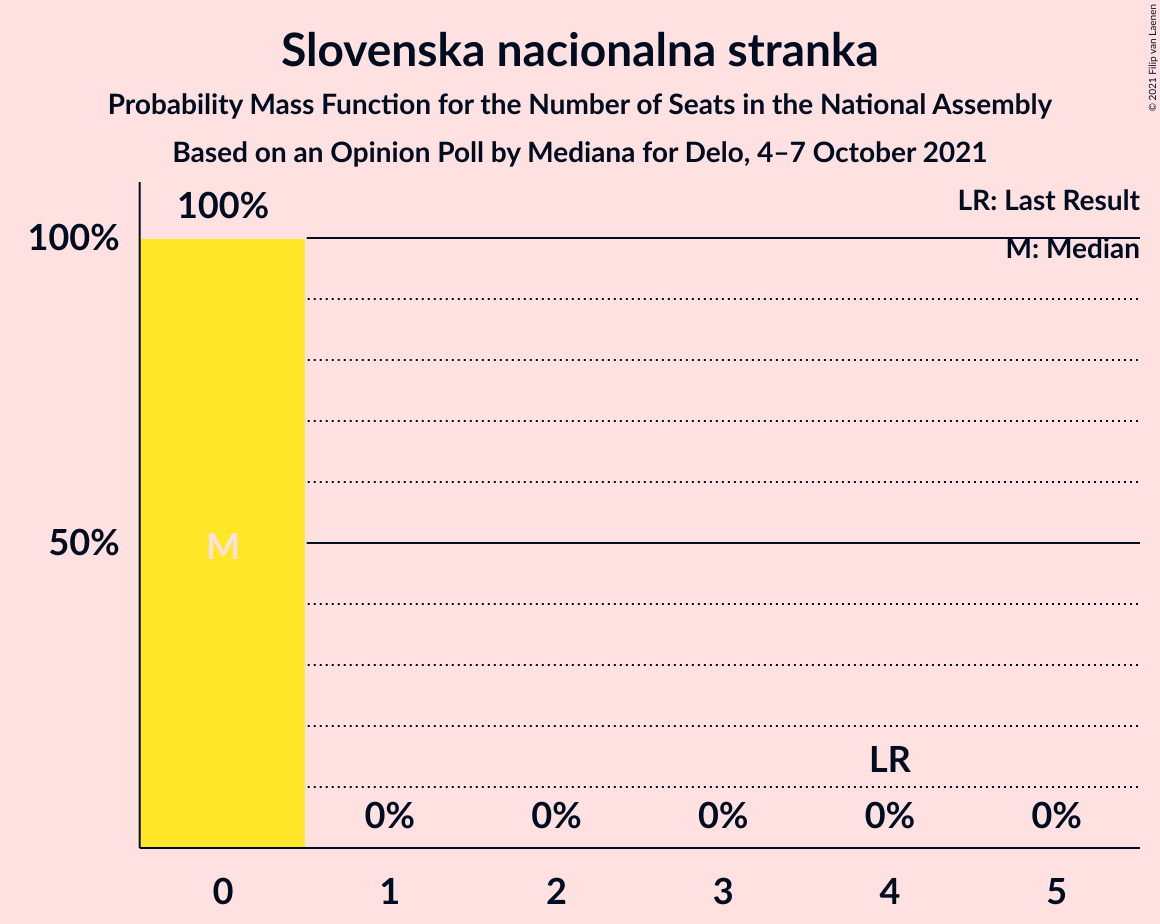 Slovenska nacionalna stranka
Probability Mass Function for the Number of Seats in the National Assembly
Based on an Opinion Poll by Mediana for Delo, 4–7 October 2021
© 2021 Filip van Laenen
LR: Last Result
M: Median
100%
100%
50%
M
LR
0%
0%
0%
0%
0%
0
1
2
3
4
5